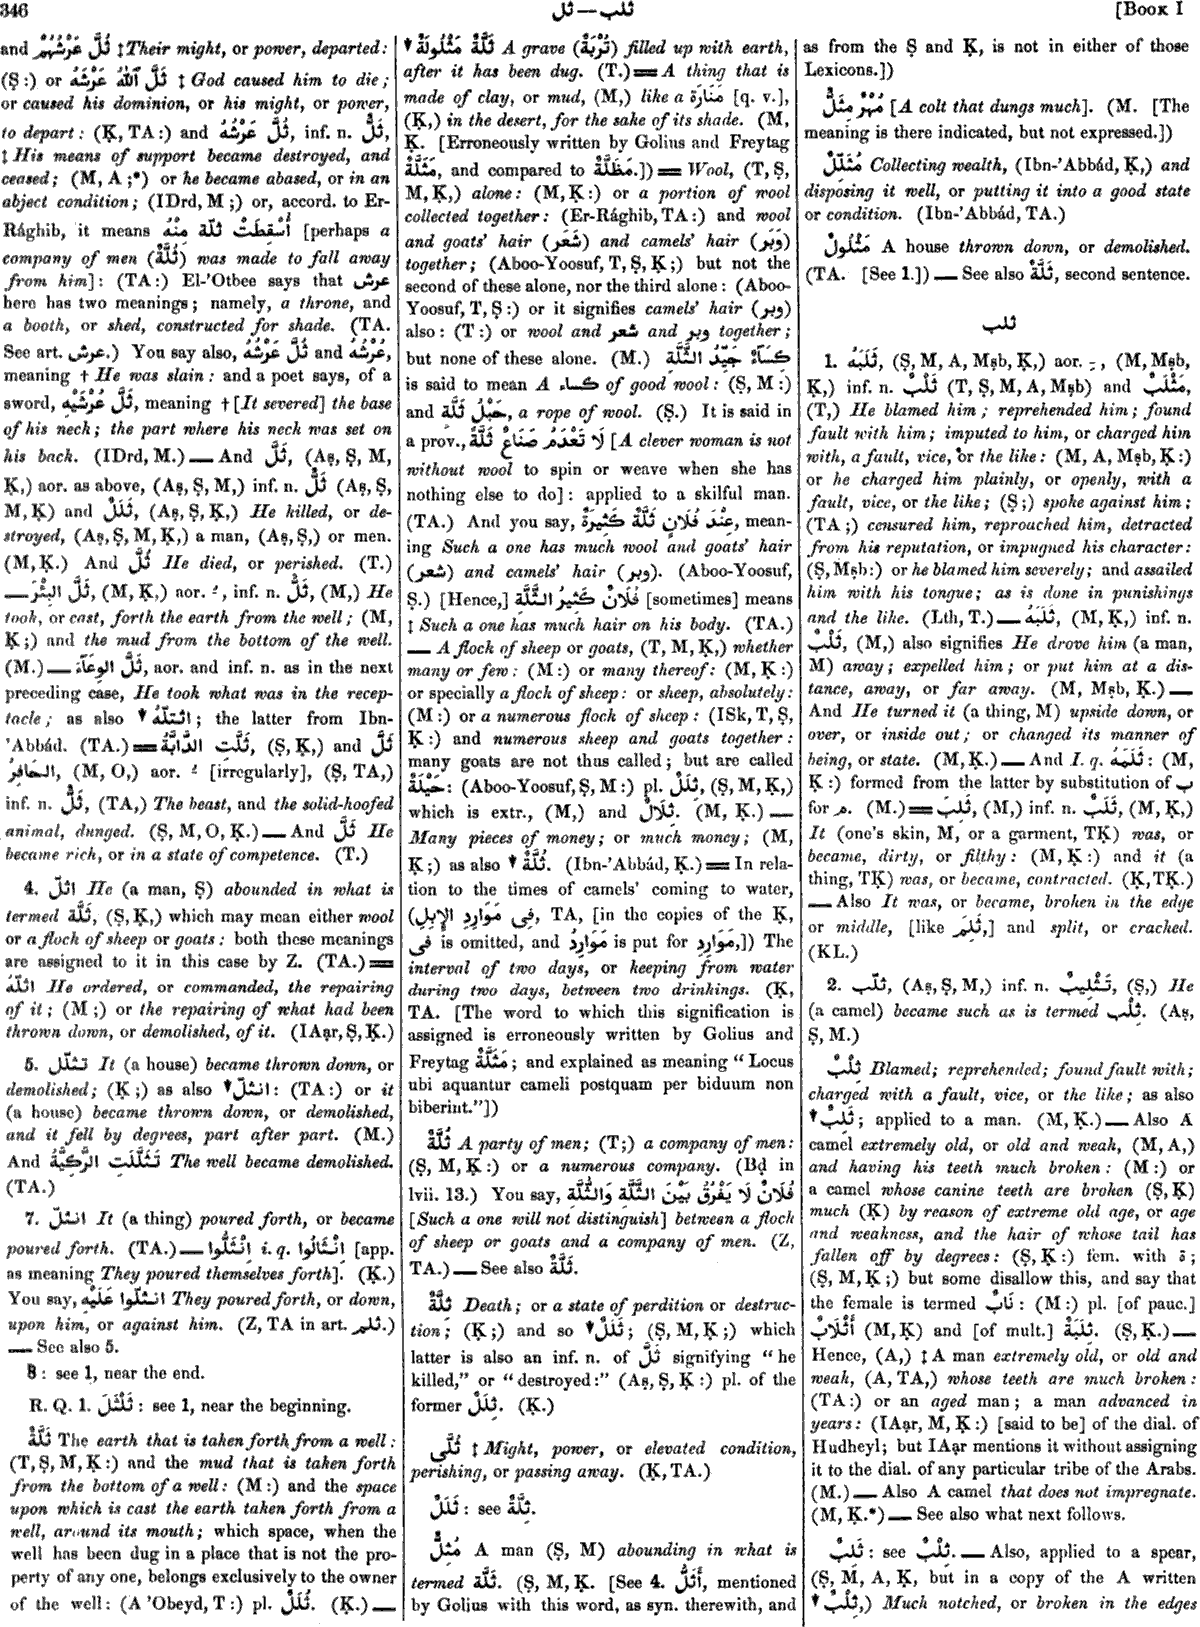 346
ثلب — ثل
[Book I
and ثُلَّ عَرْشُهُمْ ‡ Their might, or power, departed:
(Ṣ:) or ثَلَّ ٱللّٰهُ عَرْشَهُ ‡ God caused him to die;
or caused his dominion, or his might, or power,
to depart: (Ḳ, TA:) and ثُلَّ عَرْشُهُ, inf. n. ثَلٌّ,
‡ His means of support became destroyed, and
ceased; (M, A;*) or he became abased, or in an
abject condition; (IDrd, M;) or, accord. to Er-
Rághib, it means أُسْقِطَتْ ثلّة مِنْهُ [perhaps a
company of men (ثُلَّةٌ) was made to fall away
from him]: (TA:) El-'Otbee says that عرش
here has two meanings; namely, a throne, and
a booth, or shed, constructed for shade. (TA.
See art. عرش.) You say also, ثُلَّ عَرْشُهُ and عُرْشُهُ,
meaning † He was slain: and a poet says, of a
sword, ثَلَّ عُرْشَيْهِ, meaning † [It severed] the base
of his neck; the part where his neck was set on
his back. (IDrd, M.) — And ثَلَّ, (Aṣ, Ṣ, M,
Ḳ,) aor. as above, (Aṣ, Ṣ, M,) inf. n. ثَلٌّ (Aṣ, Ṣ,
M, Ḳ) and ثَلَلٌ, (Aṣ, Ṣ, Ḳ,) He killed, or de-
stroyed, (Aṣ, Ṣ, M, Ḳ,) a man, (Aṣ, Ṣ,) or men.
(M, Ḳ.) And ثُلَّ He died, or perished. (T.)
— ثَلَّ البِئْرَ, (M, Ḳ,) aor. ـُ, inf. n. ثَلٌّ, (M,) He
took, or cast, forth the earth from the well; (M,
Ḳ;) and the mud from the bottom of the well.
(M.) — ثَلَّ الوِعَآءَ, aor. and inf. n. as in the next
preceding case, He took what was in the recep-
tacle; as also ▼ اثتلّهُ; the latter from Ibn-
'Abbád. (TA.) = ثَلَّتِ الدَّابَّةُ, (Ṣ, Ḳ,) and ثَلَّ
الحَافِرُ, (M, O,) aor. ـَ [irregularly], (Ṣ, TA,)
inf. n. ثَلٌّ, (TA,) The beast, and the solid-hoofed
animal, dunged. (Ṣ, M, O, Ḳ.) — And ثَلَّ He
became rich, or in a state of competence. (T.)
4. اثلّ He (a man, Ṣ) abounded in what is
termed ثَلَّة, (Ṣ, Ḳ,) which may mean either wool
or a flock of sheep or goats: both these meanings
are assigned to it in this case by Z. (TA.) =
اثلّهُ He ordered, or commanded, the repairing
of it; (M;) or the repairing of what had been
thrown down, or demolished, of it. (IAạr, Ṣ, Ḳ.)
5. تثلّل It (a house) became thrown down, or
demolished; (Ḳ;) as also ▼ انثلّ: (TA:) or it
(a house) became thrown down, or demolished,
and it fell by degrees, part after part. (M.)
And تَثَلَّلَتِ الرَّكِيَّةُ The well became demolished.
(TA.)
7. انثلّ It (a thing) poured forth, or became
poured forth. (TA.) — اِنْثَلُّوا i. q. اِنْثَالُوا [app.
as meaning They poured themselves forth]. (Ḳ.)
You say, انثلّوا عَلَيْهِ They poured forth, or down,
upon him, or against him. (Z, TA in art. ثلم.)
— See also 5.
8: see 1, near the end.
R. Q. 1. ثَلْثَلَ: see 1, near the beginning.
ثَلَّةٌ The earth that is taken forth from a well:
(T, Ṣ, M, Ḳ:) and the mud that is taken forth
from the bottom of a well: (M:) and the space
upon which is cast the earth taken forth from a
well, around its mouth; which space, when the
well has been dug in a place that is not the pro-
perty of any one, belongs exclusively to the owner
of the well: (A 'Obeyd, T:) pl. ثُلَلٌ. (Ḳ.) —
▼ ثَلَّةٌ مَثْلُولَةٌ A grave (تُرْبَةٌ) filled up with earth,
after it has been dug. (T.) = A thing that is
made of clay, or mud, (M,) like a مَنَارَة [q. v.],
(Ḳ,) in the desert, for the sake of its shade. (M,
Ḳ. [Erroneously written by Golius and Freytag
مَثَلَّةٌ, and compared to مَظَلَّةٌ.]) = Wool, (T, Ṣ,
M, Ḳ,) alone: (M, Ḳ:) or a portion of wool
collected together: (Er-Rághib, TA:) and wool
and goats' hair (شَعَر) and camels' hair (وَبَر)
together; (Aboo-Yoosuf, T, Ṣ, Ḳ;) but not the
second of these alone, nor the third alone: (Aboo-
Yoosuf, T, Ṣ:) or it signifies camels' hair (وبر)
also: (T:) or wool and شعر and وبر together;
but none of these alone. (M.) كِسَآءٌ جَيِّدُ الثَّلَّةِ
is said to mean A كساء of good wool: (Ṣ, M:)
and حَبْلُ ثَلَّةٍ, a rope of wool. (Ṣ.) It is said in
a prov., لَا تَعْدَمُ صَنَاعٌ ثَلَّةً [A clever woman is not
without wool to spin or weave when she has
nothing else to do]: applied to a skilful man.
(TA.) And you say, عِنْدَ فُلَانٍ ثَلَّةٌ كَثِيرَةٌ, mean-
ing Such a one has much wool and goats' hair
(شعر) and camels' hair (وبر). (Aboo-Yoosuf,
Ṣ.) [Hence,] فُلَانٌ كَثِيرُ الثَّلَّةِ [sometimes] means
‡ Such a one has much hair on his body. (TA.)
— A flock of sheep or goats, (T, M, Ḳ,) whether
many or few: (M:) or many thereof: (M, Ḳ:)
or specially a flock of sheep: or sheep, absolutely:
(M:) or a numerous flock of sheep: (ISk, T, Ṣ,
Ḳ:) and numerous sheep and goats together:
many goats are not thus called; but are called
حَيْلَةٌ: (Aboo-Yoosuf, Ṣ, M:) pl. ثِلَلٌ, (Ṣ, M, Ḳ,)
which is extr., (M,) and ثِلَالٌ. (M, Ḳ.) —
Many pieces of money; or much money; (M,
Ḳ;) as also ▼ ثُلَّةٌ. (Ibn-'Abbád, Ḳ.) = In rela-
tion to the times of camels' coming to water,
(فِى مَوَارِدِ الإِبِلِ, TA, [in the copies of the Ḳ,
فى is omitted, and مَوَارِدُ is put for مَوَارِدِ,]) The
interval of two days, or keeping from water
during two days, between two drinkings. (Ḳ,
TA. [The word to which this signification is
assigned is erroneously written by Golius and
Freytag مَثَلَّةٌ; and explained as meaning "Locus
ubi aquantur cameli postquam per biduum non
biberint."])
ثُلَّةٌ A party of men; (T;) a company of men:
(Ṣ, M, Ḳ:) or a numerous company. (Bḍ in
lvii. 13.) You say, فُلَانٌ لَا يَفْرُقُ بَيْنَ الثَّلَّةِ وَالثُّلَّةِ
[Such a one will not distinguish] between a flock
of sheep or goats and a company of men. (Z,
TA.) — See also ثَلَّةٌ.
ثِلَّةٌ Death; or a state of perdition or destruc-
tion; (Ḳ;) and so ▼ ثَلَلٌ; (Ṣ, M, Ḳ;) which
latter is also an inf. n. of ثَلَّ signifying "he
killed," or "destroyed:" (Aṣ, Ṣ, Ḳ:) pl. of the
former ثِلَلٌ. (Ḳ.)
ثُلَّى ‡ Might, power, or elevated condition,
perishing, or passing away. (Ḳ, TA.)
ثَلَلٌ: see ثِلَّةٌ.
مُثِلٌّ A man (Ṣ, M) abounding in what is
termed ثَلَّة. (Ṣ, M, Ḳ. [See 4. أَثَلُّ, mentioned
by Golius with this word, as syn. therewith, and
as from the Ṣ and Ḳ, is not in either of those
Lexicons.])
مُهْرٌ مِثَلٌّ [A colt that dungs much]. (M. [The
meaning is there indicated, but not expressed.])
مُثَلِّلٌ Collecting wealth, (Ibn-'Abbád, Ḳ,) and
disposing it well, or putting it into a good state
or condition. (Ibn-'Abbád, TA.)
مَثْلُولٌ A house thrown down, or demolished.
(TA. [See 1.]) — See also ثَلَّةٌ, second sentence.
ثلب
1. ثَلَبَهُ, (Ṣ, M, A, Mṣb, Ḳ,) aor. ـِ, (M, Mṣb,
Ḳ,) inf. n. ثَلْبٌ (T, Ṣ, M, A, Mṣb) and مَثْلَبٌ,
(T,) He blamed him; reprehended him; found
fault with him; imputed to him, or charged him
with, a fault, vice, or the like: (M, A, Mṣb, Ḳ:)
or he charged him plainly, or openly, with a
fault, vice, or the like; (Ṣ;) spoke against him;
(TA;) censured him, reproached him, detracted
from his reputation, or impugned his character:
(Ṣ, Mṣb:) or he blamed him severely; and assailed
him with his tongue; as is done in punishings
and the like. (Lth, T.) — ثَلَبَهُ, (M, Ḳ,) inf. n.
ثَلْبٌ, (M,) also signifies He drove him (a man,
M) away; expelled him; or put him at a dis-
tance, away, or far away. (M, Mṣb, Ḳ.) —
And He turned it (a thing, M) upside down, or
over, or inside out; or changed its manner of
being, or state. (M, Ḳ.) — And I. q. ثَلَمَهُ: (M,
Ḳ:) formed from the latter by substitution of ب
for م. (M.) = ثَلِبَ, (M,) inf. n. ثَلَبٌ, (M, Ḳ,)
It (one's skin, M, or a garment, TḲ) was, or
became, dirty, or filthy: (M, Ḳ:) and it (a
thing, TḲ) was, or became, contracted. (Ḳ, TḲ.)
— Also It was, or became, broken in the edge
or middle, [like ثَلِمَ,] and split, or cracked.
(KL.)
2. ثلّب, (Aṣ, Ṣ, M,) inf. n. تَثْلِيبٌ, (Ṣ,) He
(a camel) became such as is termed ثِلْب. (Aṣ,
Ṣ, M.)
ثِلْبٌ Blamed; reprehended; found fault with;
charged with a fault, vice, or the like; as also
▼ ثَلِبٌ; applied to a man. (M, Ḳ.) — Also A
camel extremely old, or old and weak, (M, A,)
and having his teeth much broken: (M:) or
a camel whose canine teeth are broken (Ṣ, Ḳ)
much (Ḳ) by reason of extreme old age, or age
and weakness, and the hair of whose tail has
fallen off by degrees: (Ṣ, Ḳ:) fem. with ة;
(Ṣ, M, Ḳ;) but some disallow this, and say that
the female is termed نَابٌ: (M:) pl. [of pauc.]
أَثْلَابٌ (M, Ḳ) and [of mult.] ثِلَبَةٌ. (Ṣ, Ḳ.) —
Hence, (A,) ‡ A man extremely old, or old and
weak, (A, TA,) whose teeth are much broken:
(TA:) or an aged man; a man advanced in
years: (IAạr, M, Ḳ:) [said to be] of the dial. of
Hudheyl; but IAạr mentions it without assigning
it to the dial. of any particular tribe of the Arabs.
(M.) — Also A camel that does not impregnate.
(M, Ḳ.*) — See also what next follows.
ثَلِبٌ: see ثِلْبٌ. — Also, applied to a spear,
(Ṣ, M, A, Ḳ, but in a copy of the A written
▼ ثِلْبٌ,) Much notched, or broken in the edges